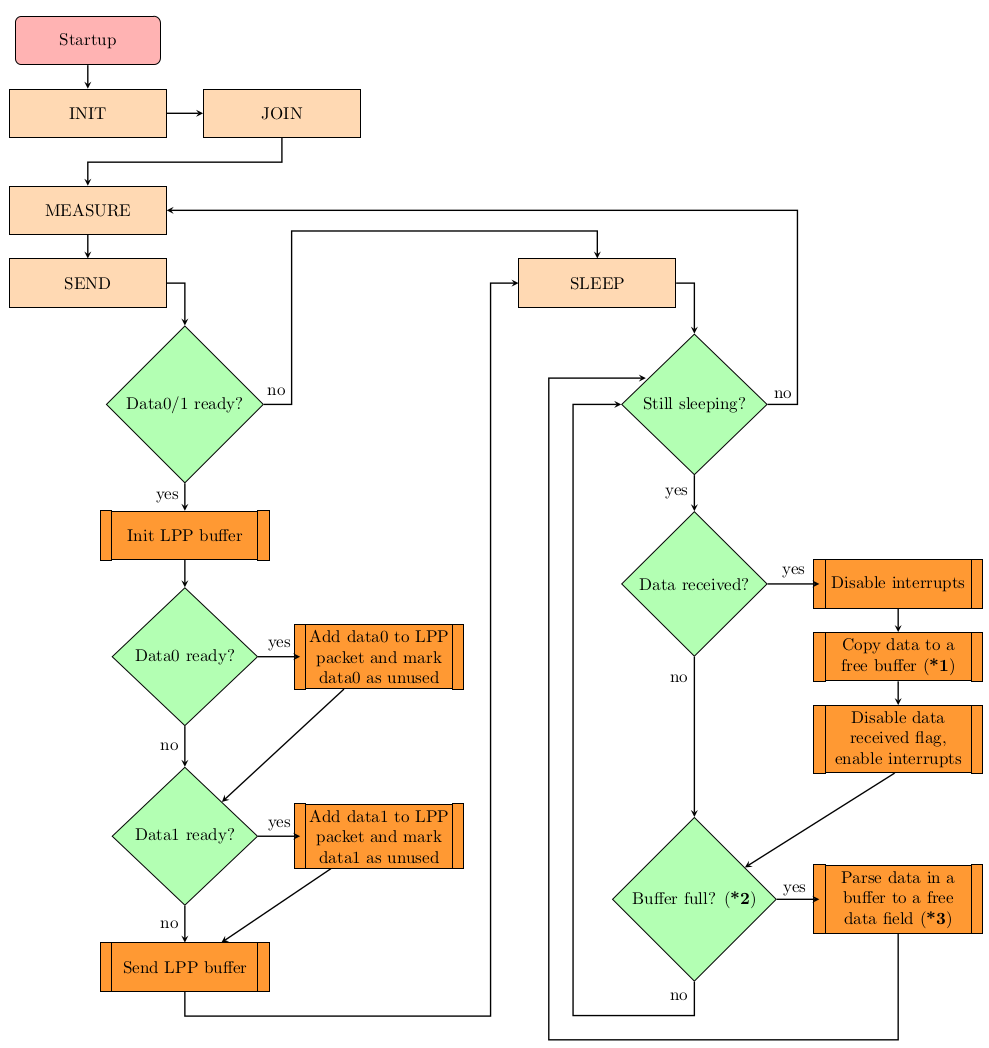 Startup
INIT
JOIN
MEASURE
SEND
SLEEP
Data0/1 ready?
no
yes
Init LPP buffer
Data0 ready?
yes
Add data0 to LPP
packet and mark
data0 as unused
no
Data1 ready?
yes
Add data1 to LPP
packet and mark
data1 as unused
no
Send LPP buffer
Still sleeping?
no
yes
Data received?
yes
Disable interrupts
Copy data to a
free buffer (*1)
Disable data
received flag,
enable interrupts
no
Buffer full? (*2)
yes
Parse data in a
buffer to a free
data field (*3)
no